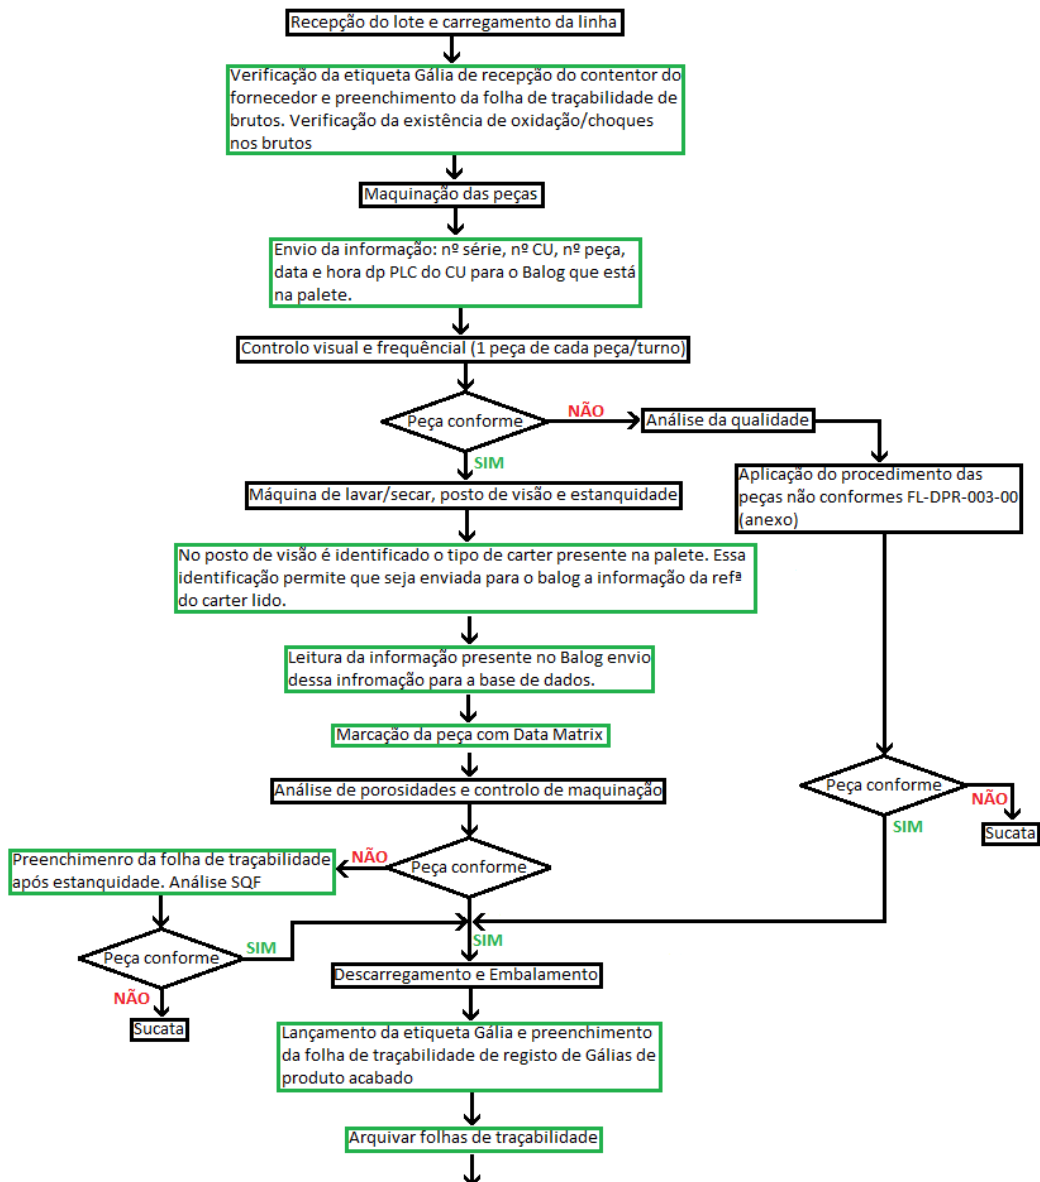 Recepção do lote e carregamento da linha
Verificação da etiqueta Gália de recepção do contentor do
fornecedor e preenchimento da folha de traçabilidade de
brutos. Verificação da existência de oxidação/choques
nos brutos
Maquinação das peças
Envio da informação: nº série, nº CU, nº peça,
data e hora dp PLC do CU para o Balog que está
na palete.
Controlo visual e frequêncial (1 peça de cada peça/turno)
Peça conforme
NÃO
Análise da qualidade
SIM
Aplicação do procedimento das
peças não conformes FL-DPR-003-00
(anexo)
Máquina de lavar/secar, posto de visão e estanquidade
No posto de visão é identificado o tipo de carter presente na palete. Essa
identificação permite que seja enviada para o balog a informação da refª
do carter lido.
Leitura da informação presente no Balog envio
dessa infromação para a base de dados.
Marcação da peça com Data Matrix
Análise de porosidades e controlo de maquinação
Peça conforme
NÃO
SIM
Sucata
Peça conforme
NÃO
Preenchimenro da folha de traçabilidade
após estanquidade. Análise SQF
SIM
Peça conforme
SIM
NÃO
Sucata
Descarregamento e Embalamento
Lançamento da etiqueta Gália e preenchimento
da folha de traçabilidade de registo de Gálias de
produto acabado
Arquivar folhas de traçabilidade